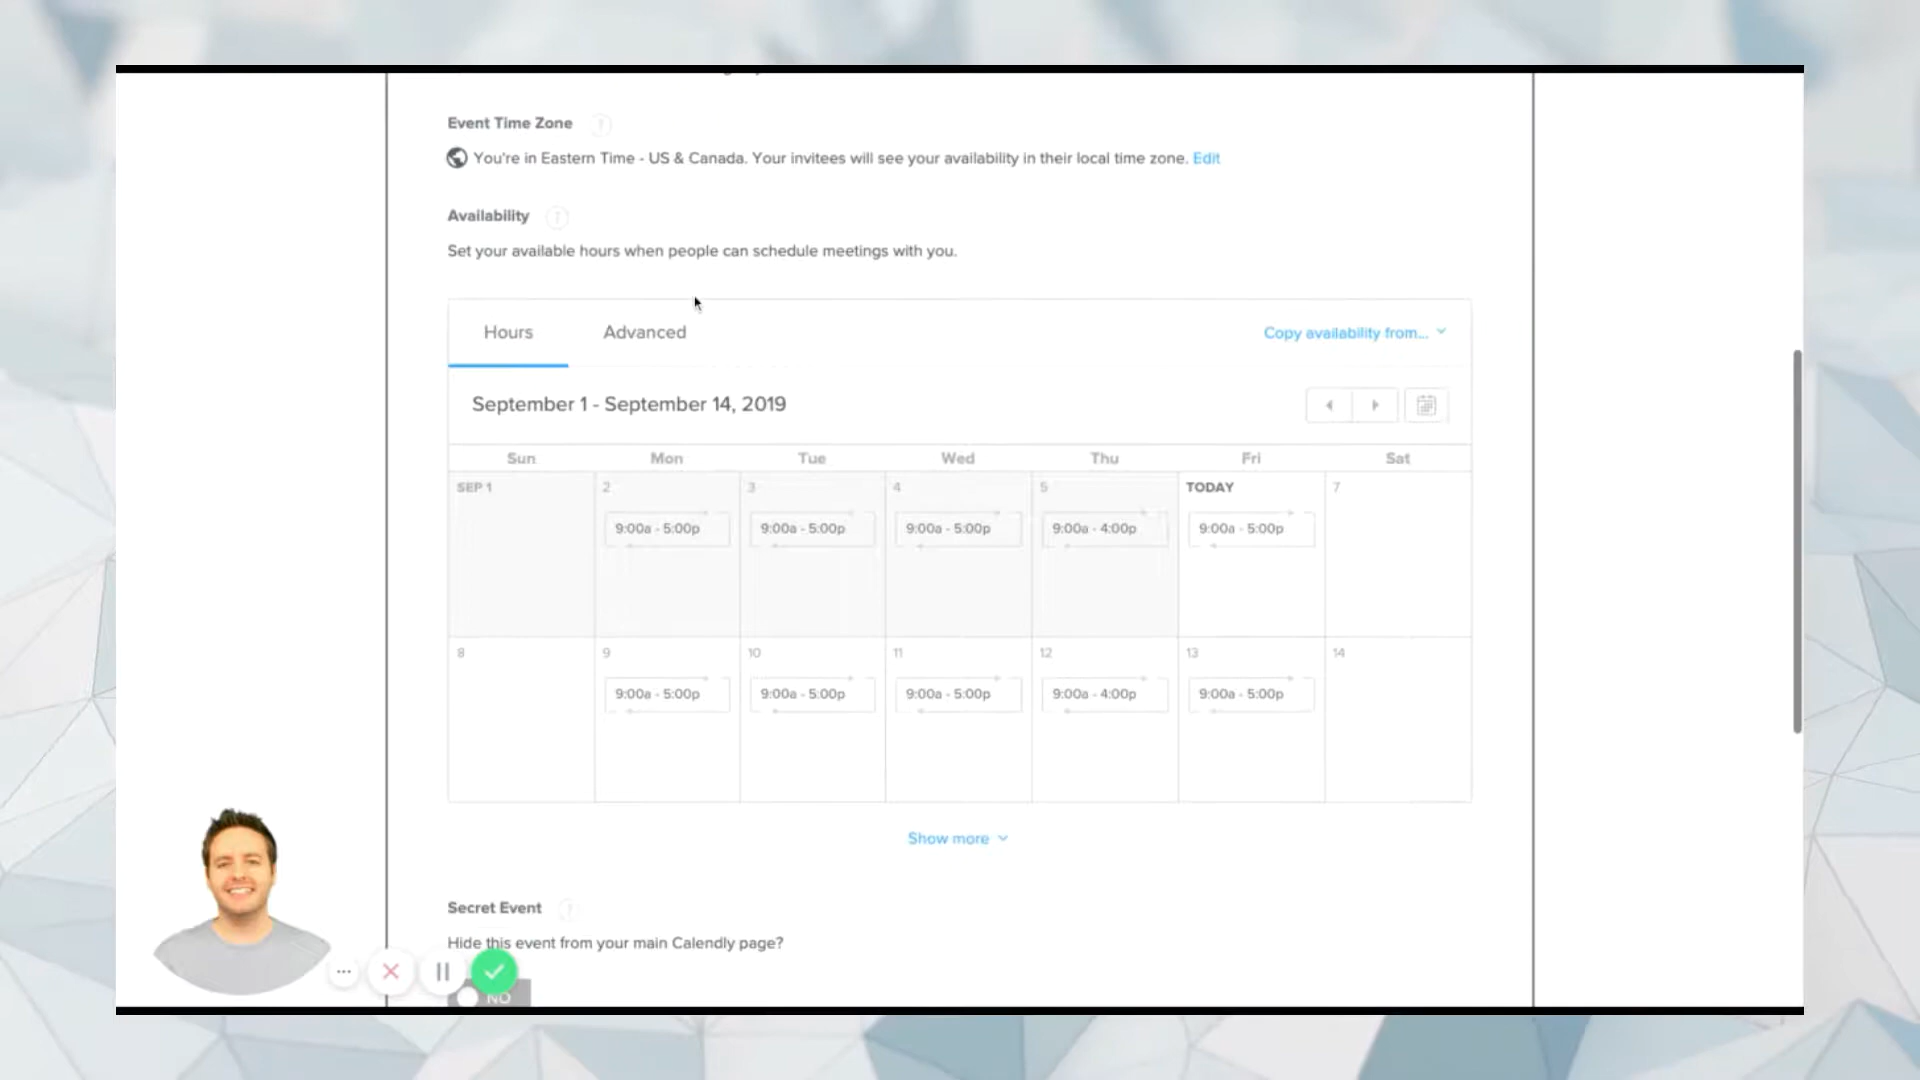 Event Time Zone
You're in Eastern Time - US & Canada. Your invitees will see your availability in their local time zone. Edit
Availability
Set your available hours when people can schedule meetings with you.
Hours Advanced Copy availability from...
September 1 - September 14, 2019
Sun Mon Tue Wed Thu Fri Sat
SEP 1 2 3 4 5 TODAY 7
9:00a - 5:00p 9:00a - 5:00p 9:00a - 5:00p 9:00a - 4:00p 9:00a - 5:00p
8 9 10 11 12 13 14
9:00a - 5:00p 9:00a - 5:00p 9:00a - 5:00p 9:00a - 4:00p 9:00a - 5:00p
Show more
Secret Event
Hide this event from your main Calendly page?
NO